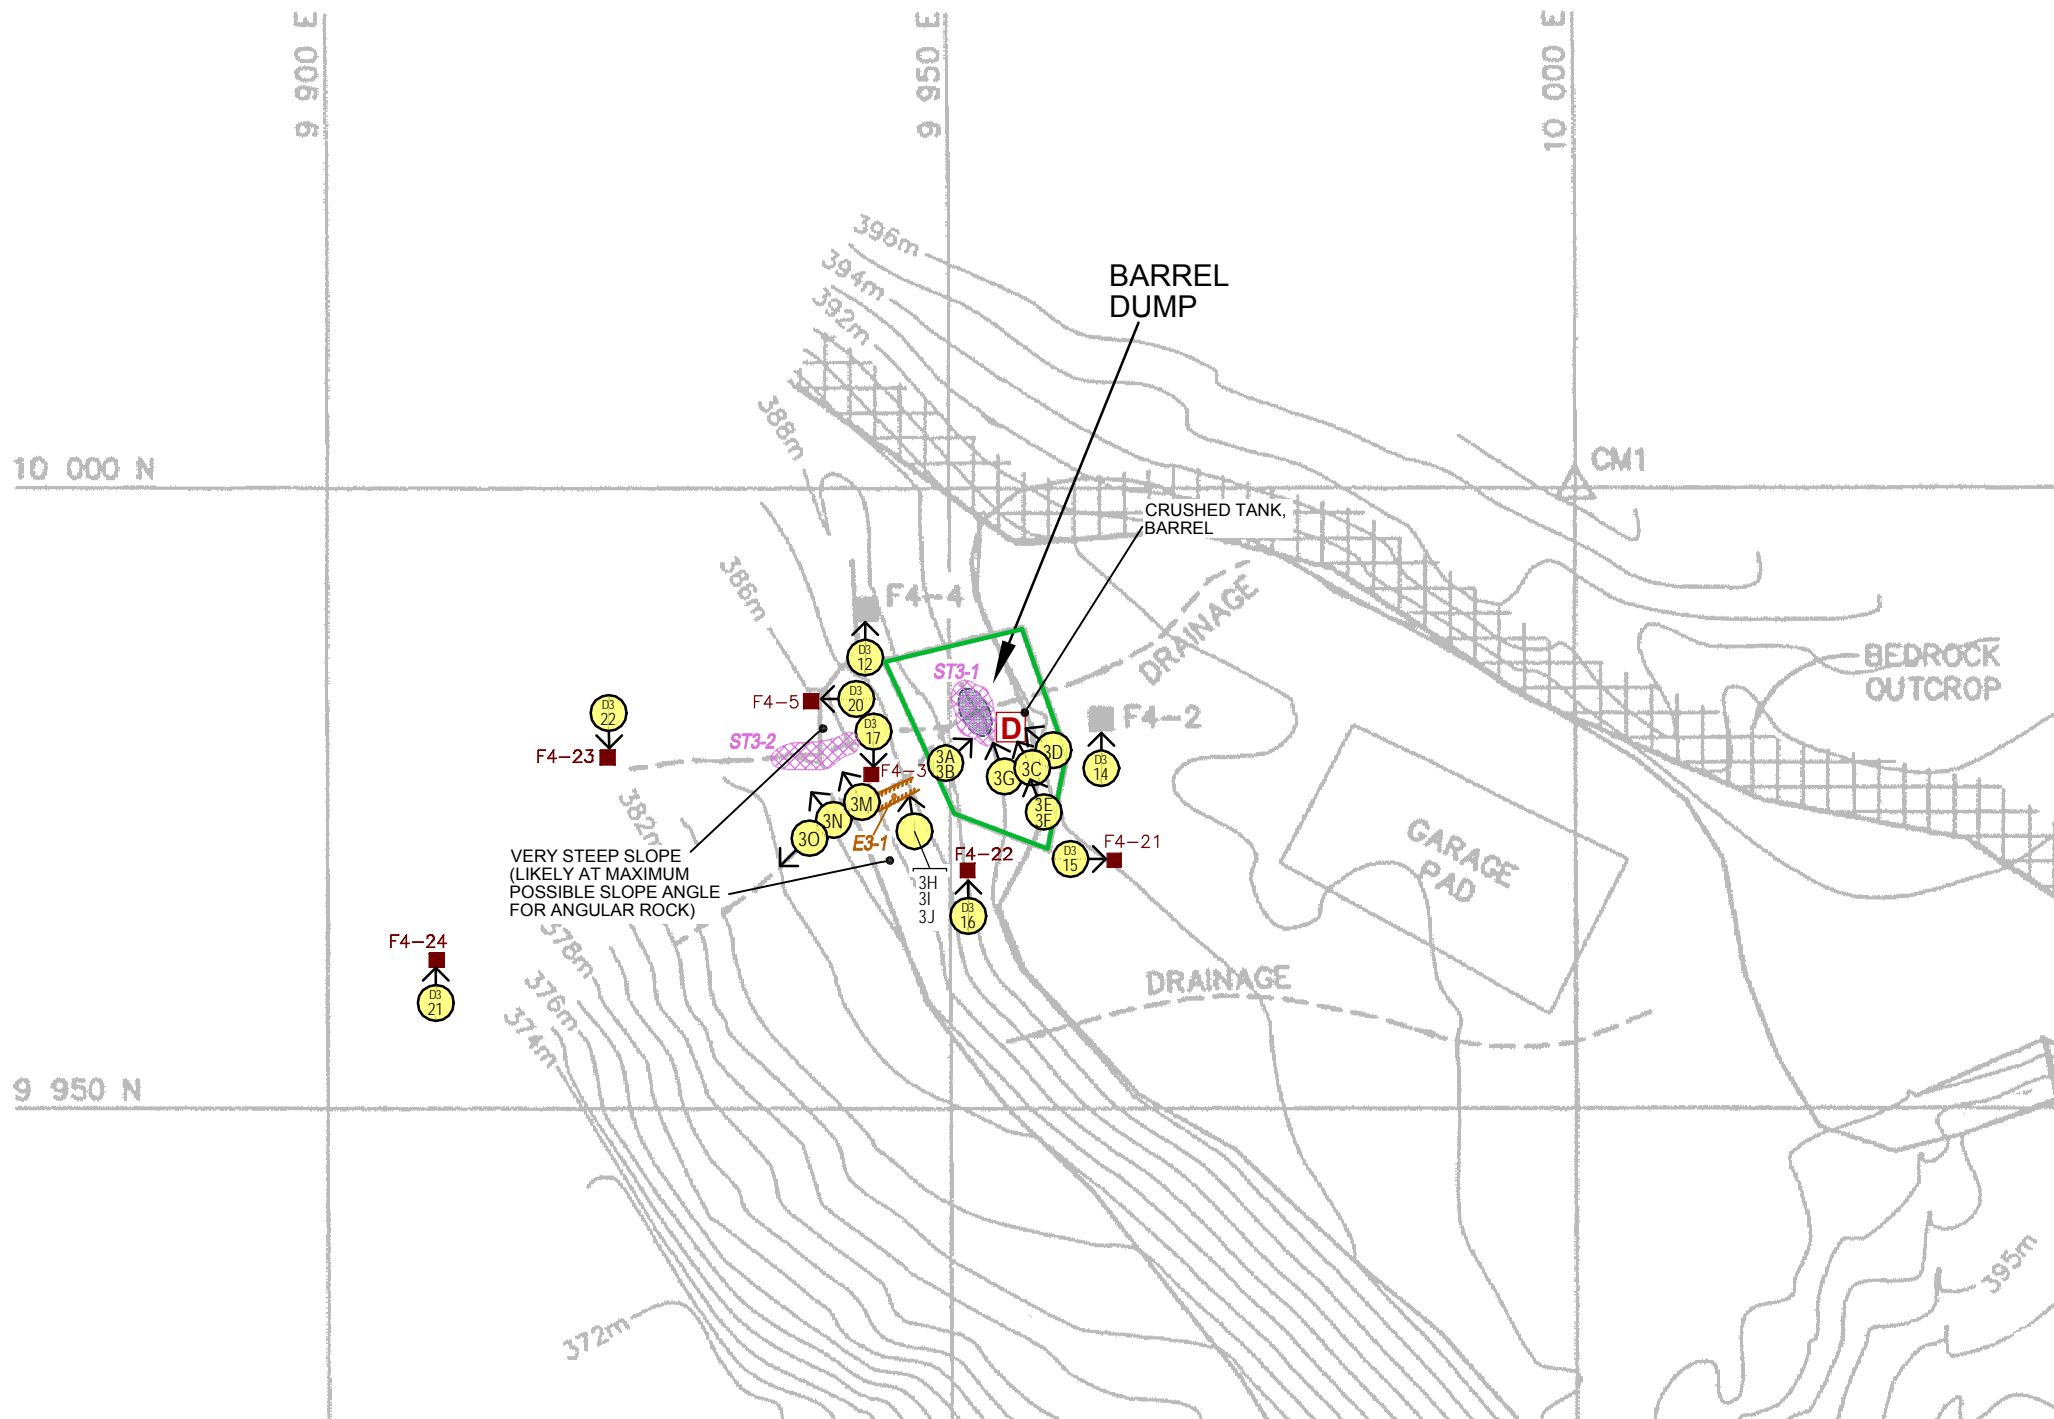 9 900 E
9 950 E
10 000 E
396m
394m
392m
388m
386m
382m
378m
376m
374m
372m
395m
BARREL
DUMP
10 000 N
CM1
CRUSHED TANK,
BARREL
F4-4
DRAINAGE
BEDROCK
OUTCROP
D3
12
ST3-1
F4-5
D3
20
D3
22
D3
17
D
F4-2
ST3-2
F4-23
3A
3B
3D
3C
3G
D3
14
F4-3
3M
3N
3O
3E
3F
E3-1
GARAGE
PAD
VERY STEEP SLOPE
(LIKELY AT MAXIMUM
POSSIBLE SLOPE ANGLE
FOR ANGULAR ROCK)
F4-22
D3
15
F4-21
3H
3I
3J
D3
16
F4-24
D3
21
DRAINAGE
9 950 N